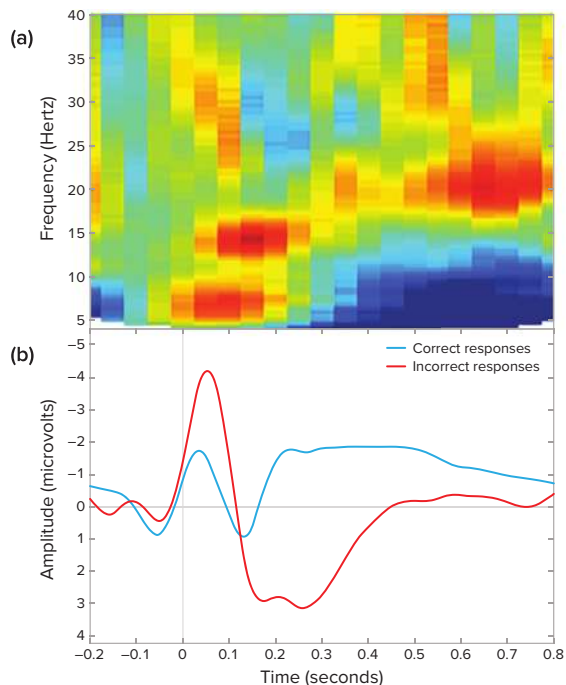 (a)
Frequency (Hertz)
40
35
30
25
20
15
10
5
(b)
Amplitude (microvolts)
–5
–4
–3
–2
–1
0
1
2
3
4
Correct responses
Incorrect responses
–0.2 –0.1 0 0.1 0.2 0.3 0.4 0.5 0.6 0.7 0.8
Time (seconds)